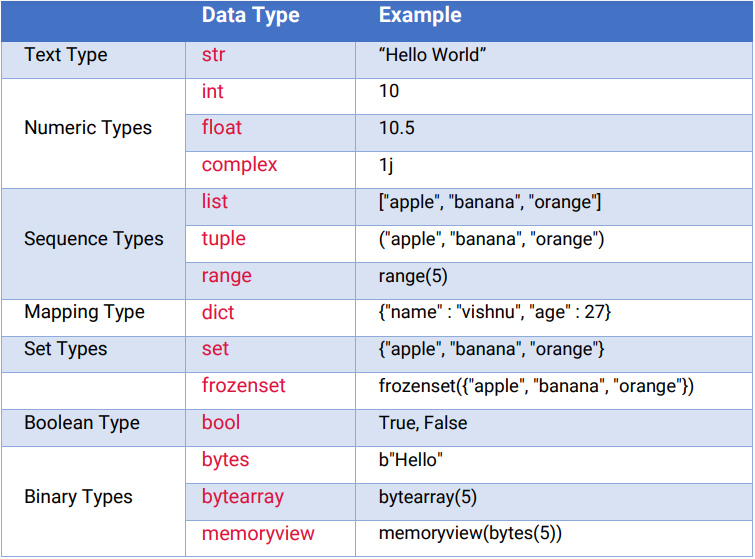 Data Type Example
Text Type str “Hello World”
int 10
Numeric Types float 10.5
complex 1j
list ["apple", "banana", "orange"]
Sequence Types tuple ("apple", "banana", "orange")
range range(5)
Mapping Type dict {"name" : "vishnu", "age" : 27}
Set Types set {"apple", "banana", "orange"}
frozenset frozenset({"apple", "banana", "orange"})
Boolean Type bool True, False
bytes b"Hello"
Binary Types bytearray bytearray(5)
memoryview memoryview(bytes(5))